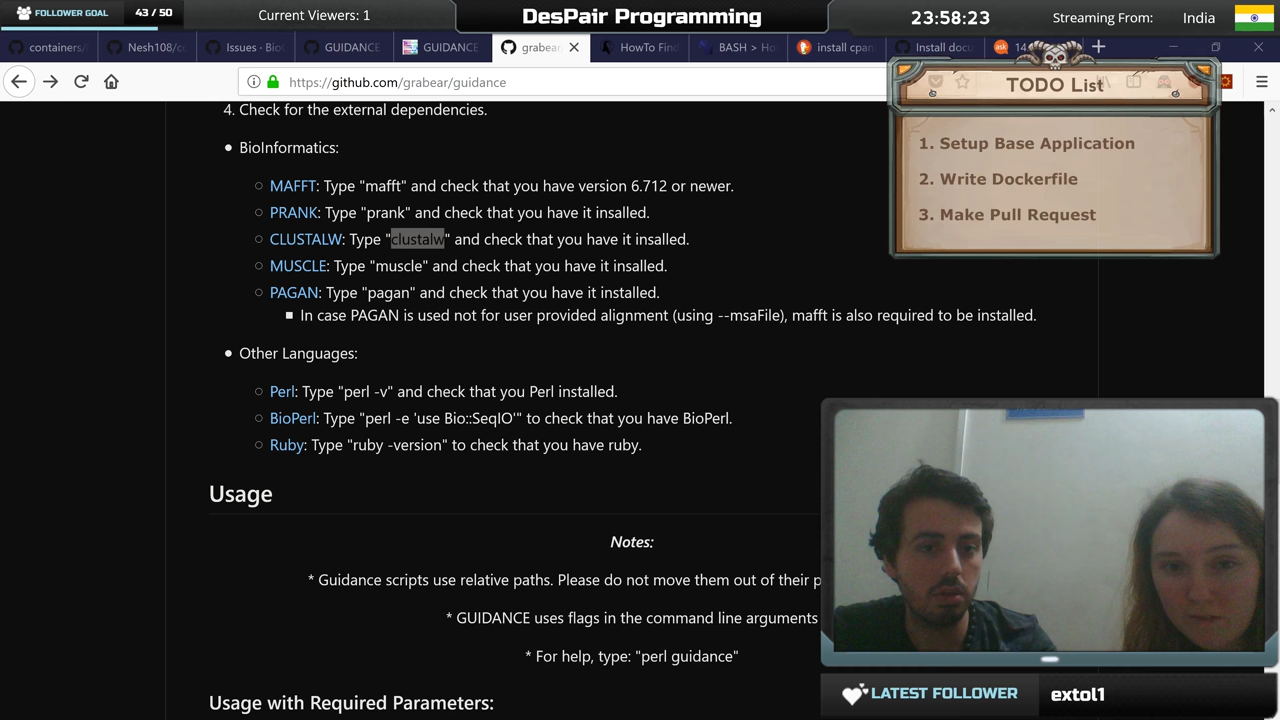 FOLLOWER GOAL 43 / 50 Current Viewers: 1 DesPair Programming 23:58:23 Streaming From: India
containers/ Nesh108/co Issues · Bio GUIDANCE GUIDANCE grabear/ HowTo Find BASH > Ho install cpan Install docu ask 14
https://github.com/grabear/guidance
TODO List
1. Setup Base Application
2. Write Dockerfile
3. Make Pull Request
4. Check for the external dependencies.
BioInformatics:
MAFFT: Type "mafft" and check that you have version 6.712 or newer.
PRANK: Type "prank" and check that you have it insalled.
CLUSTALW: Type "clustalw" and check that you have it insalled.
MUSCLE: Type "muscle" and check that you have it insalled.
PAGAN: Type "pagan" and check that you have it installed.
In case PAGAN is used not for user provided alignment (using --msaFile), mafft is also required to be installed.
Other Languages:
Perl: Type "perl -v" and check that you Perl installed.
BioPerl: Type "perl -e 'use Bio::SeqIO'" to check that you have BioPerl.
Ruby: Type "ruby -version" to check that you have ruby.
Usage
Notes:
* Guidance scripts use relative paths. Please do not move them out of their p
* GUIDANCE uses flags in the command line arguments
* For help, type: "perl guidance"
Usage with Required Parameters:
LATEST FOLLOWER extol1